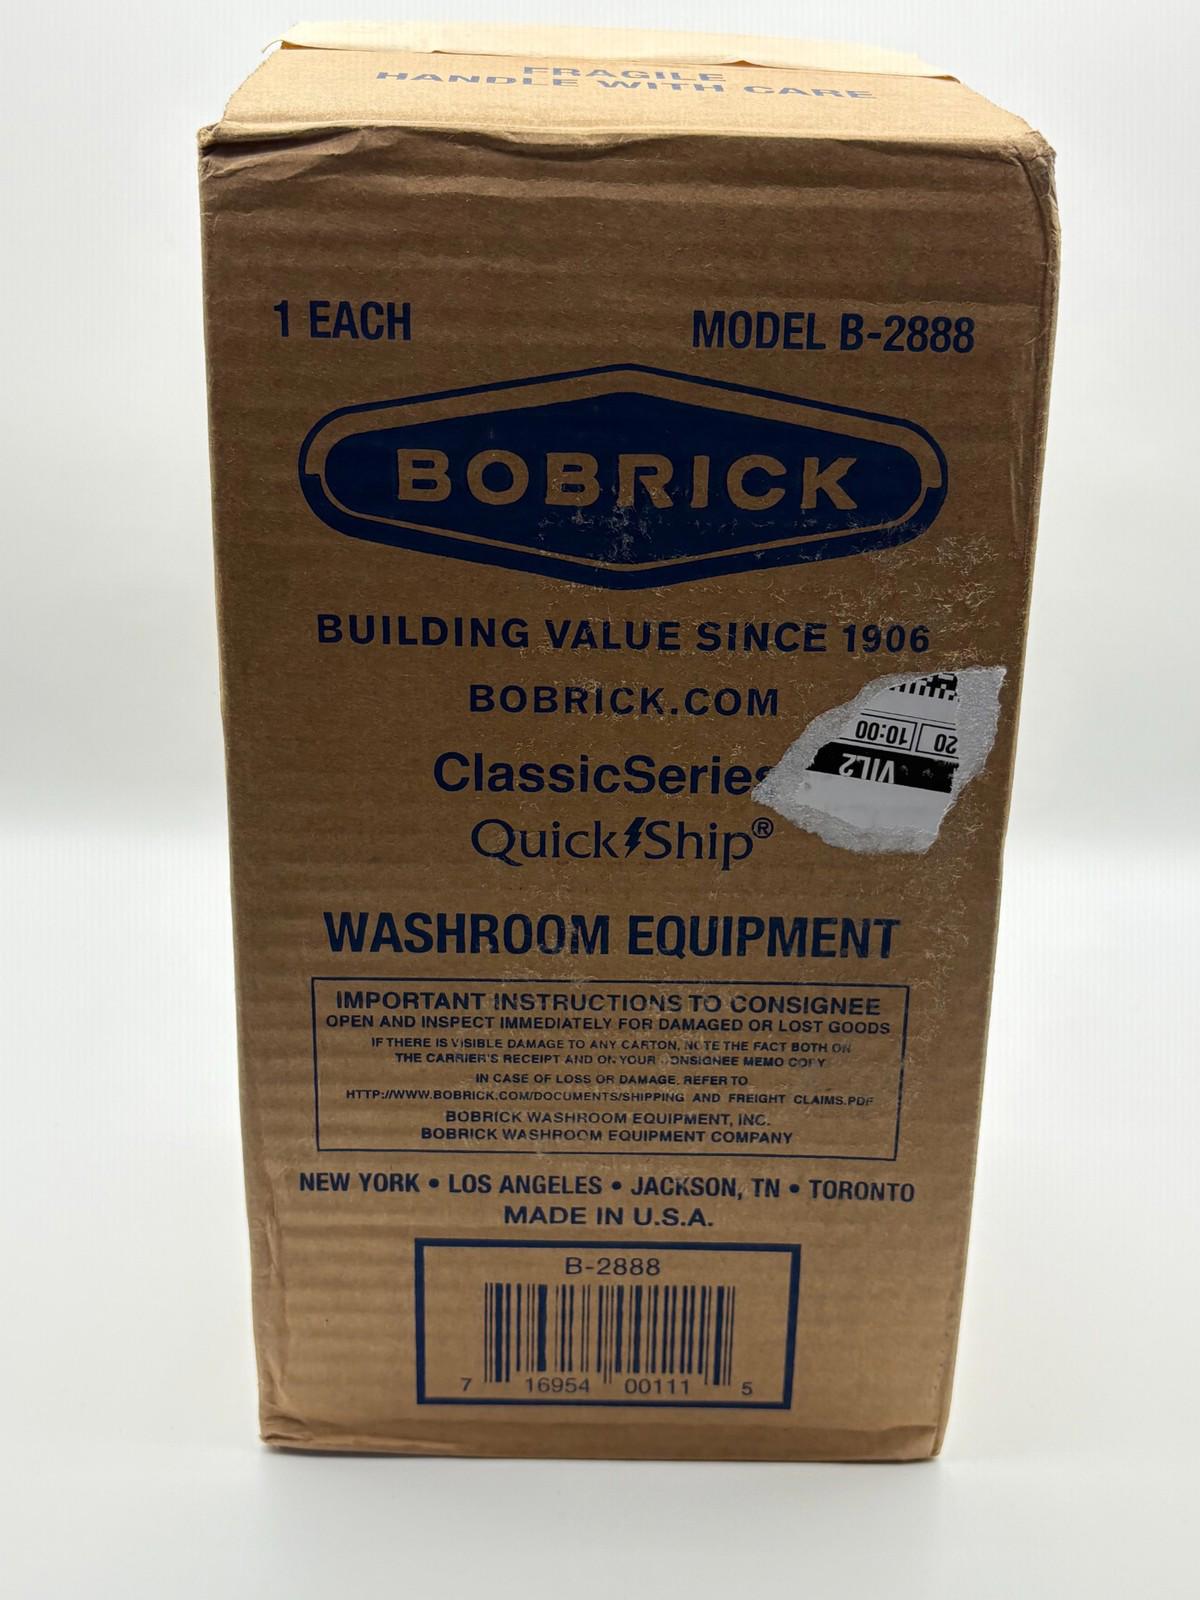 FRAGILE
HANDLE WITH CARE
1 EACH
MODEL B-2888
BOBRICK
BUILDING VALUE SINCE 1906
BOBRICK.COM
ClassicSeries
QuickShip®
20 10:00
VIL2
WASHROOM EQUIPMENT
IMPORTANT INSTRUCTIONS TO CONSIGNEE
OPEN AND INSPECT IMMEDIATELY FOR DAMAGED OR LOST GOODS
IF THERE IS VISIBLE DAMAGE TO ANY CARTON, NOTE THE FACT BOTH ON
THE CARRIER'S RECEIPT AND ON YOUR CONSIGNEE MEMO COPY
IN CASE OF LOSS OR DAMAGE. REFER TO
HTTP://WWW.BOBRICK.COM/DOCUMENTS/SHIPPING AND FREIGHT CLAIMS.PDF
BOBRICK WASHROOM EQUIPMENT, INC.
BOBRICK WASHROOM EQUIPMENT COMPANY
NEW YORK • LOS ANGELES • JACKSON, TN • TORONTO
MADE IN U.S.A.
B-2888
7 16954 00111 5